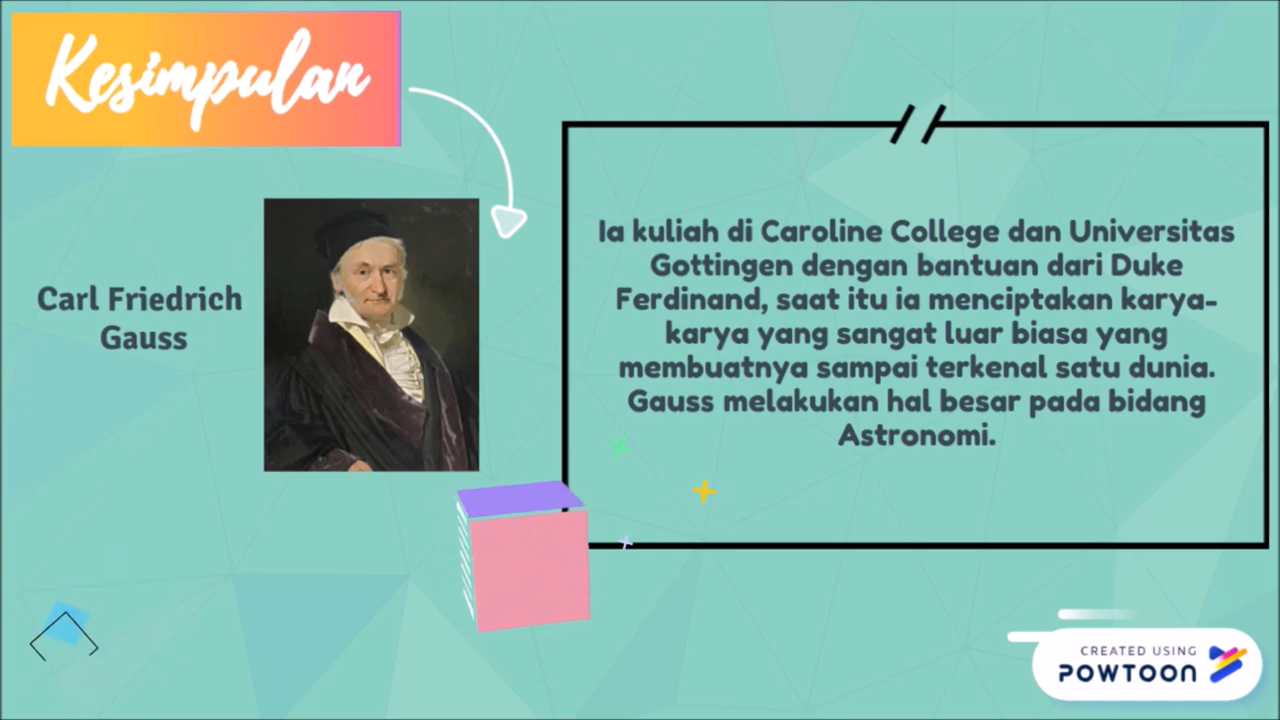 Kesimpulan
Carl Friedrich
Gauss
Ia kuliah di Caroline College dan Universitas
Gottingen dengan bantuan dari Duke
Ferdinand, saat itu ia menciptakan karya-
karya yang sangat luar biasa yang
membuatnya sampai terkenal satu dunia.
Gauss melakukan hal besar pada bidang
Astronomi.
CREATED USING
POWTOON